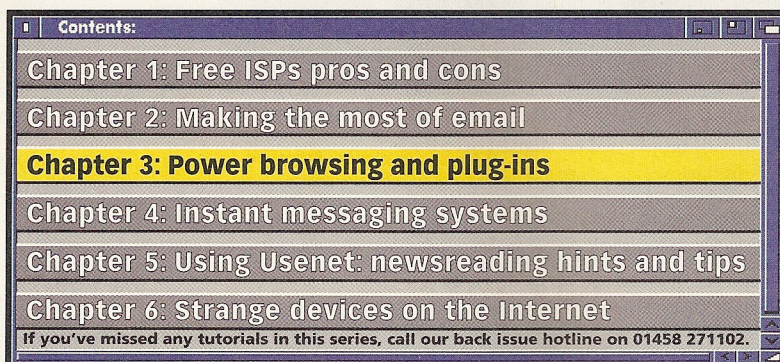 Contents:
Chapter 1: Free ISPs pros and cons
Chapter 2: Making the most of email
Chapter 3: Power browsing and plug-ins
Chapter 4: Instant messaging systems
Chapter 5: Using Usenet: newsreading hints and tips
Chapter 6: Strange devices on the Internet
If you've missed any tutorials in this series, call our back issue hotline on 01458 271102.